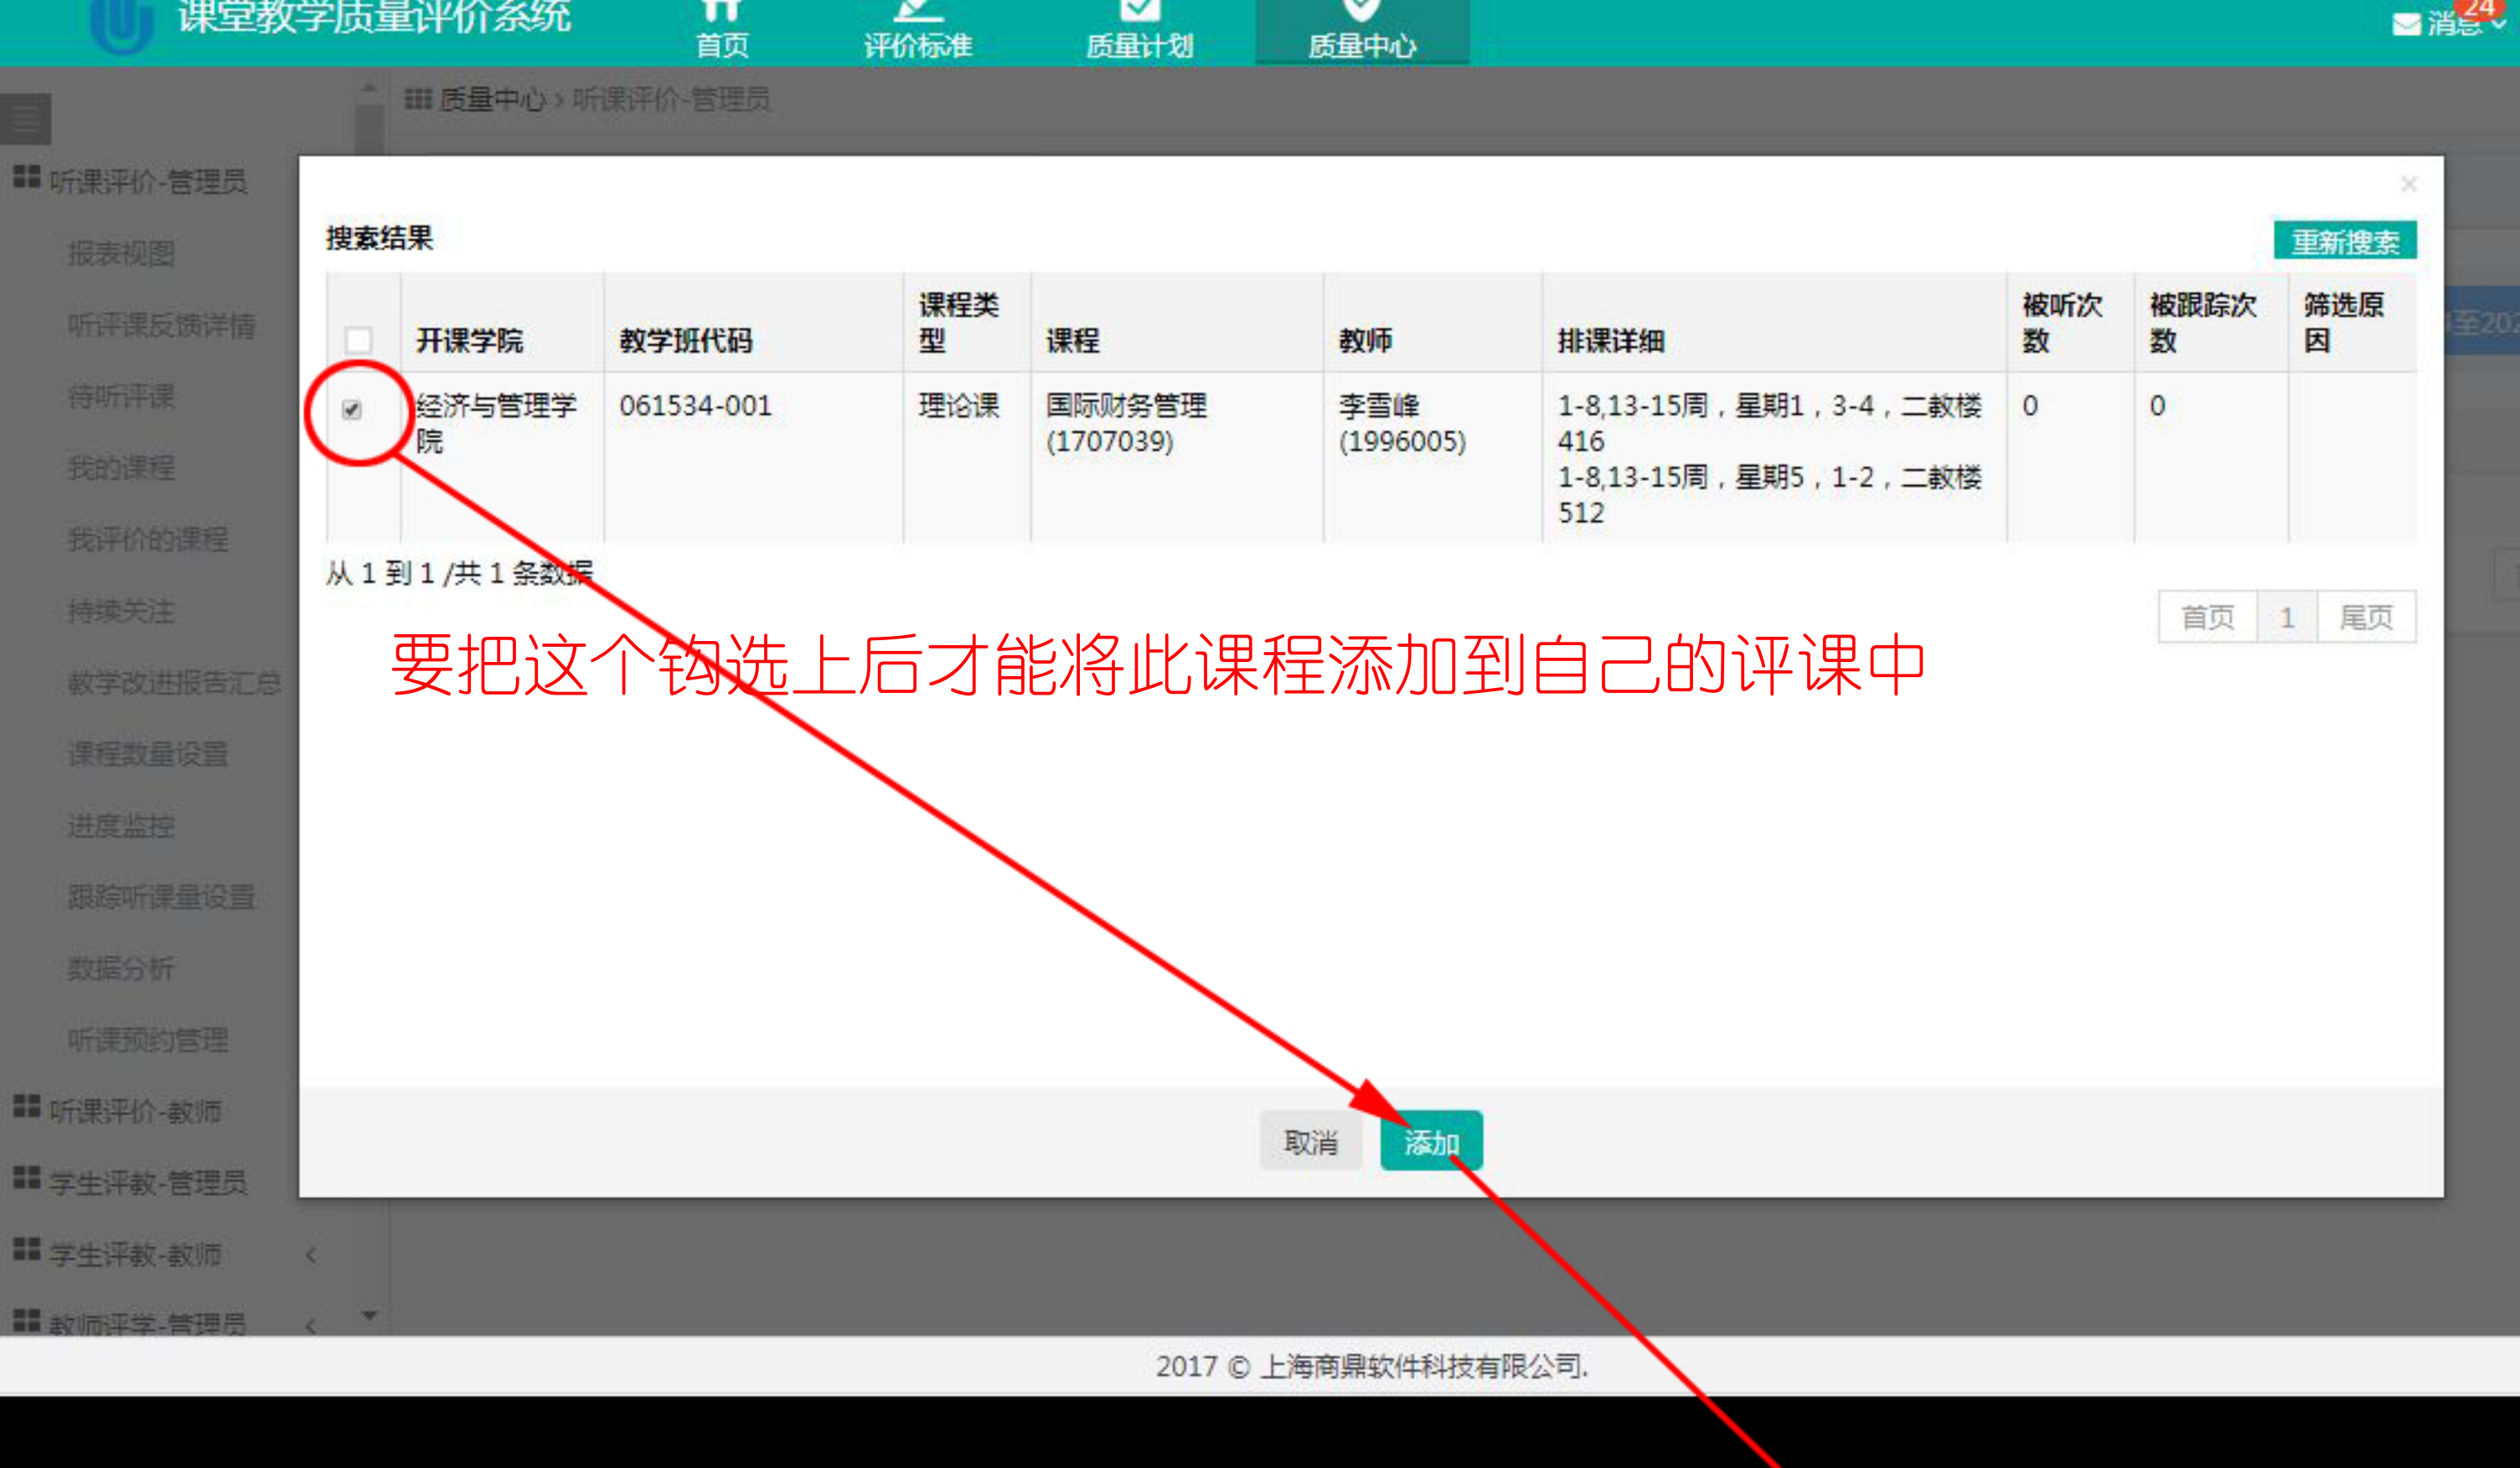 课堂教学质量评价系统
首页
评价标准
质量计划
质量中心
消息
24
质量中心 › 听课评价-管理员
听课评价-管理员
报表视图
听评课反馈详情
待听评课
我的课程
我评价的课程
持续关注
教学改进报告汇总
课程数量设置
进度监控
跟踪听课量设置
数据分析
听课预约管理
听课评价-教师
学生评教-管理员
学生评教-教师
教师评学-管理员
×
搜索结果
重新搜索
开课学院
教学班代码
课程类
型
课程
教师
排课详细
被听次
数
被跟踪次
数
筛选原
因
经济与管理学
院
061534-001
理论课
国际财务管理
(1707039)
李雪峰
(1996005)
1-8,13-15周，星期1，3-4，二教楼
416
1-8,13-15周，星期5，1-2，二教楼
512
0
0
从 1 到 1 /共 1 条数据
首页 1 尾页
要把这个钩选上后才能将此课程添加到自己的评课中
取消
添加
至202
2017 © 上海商鼎软件科技有限公司.